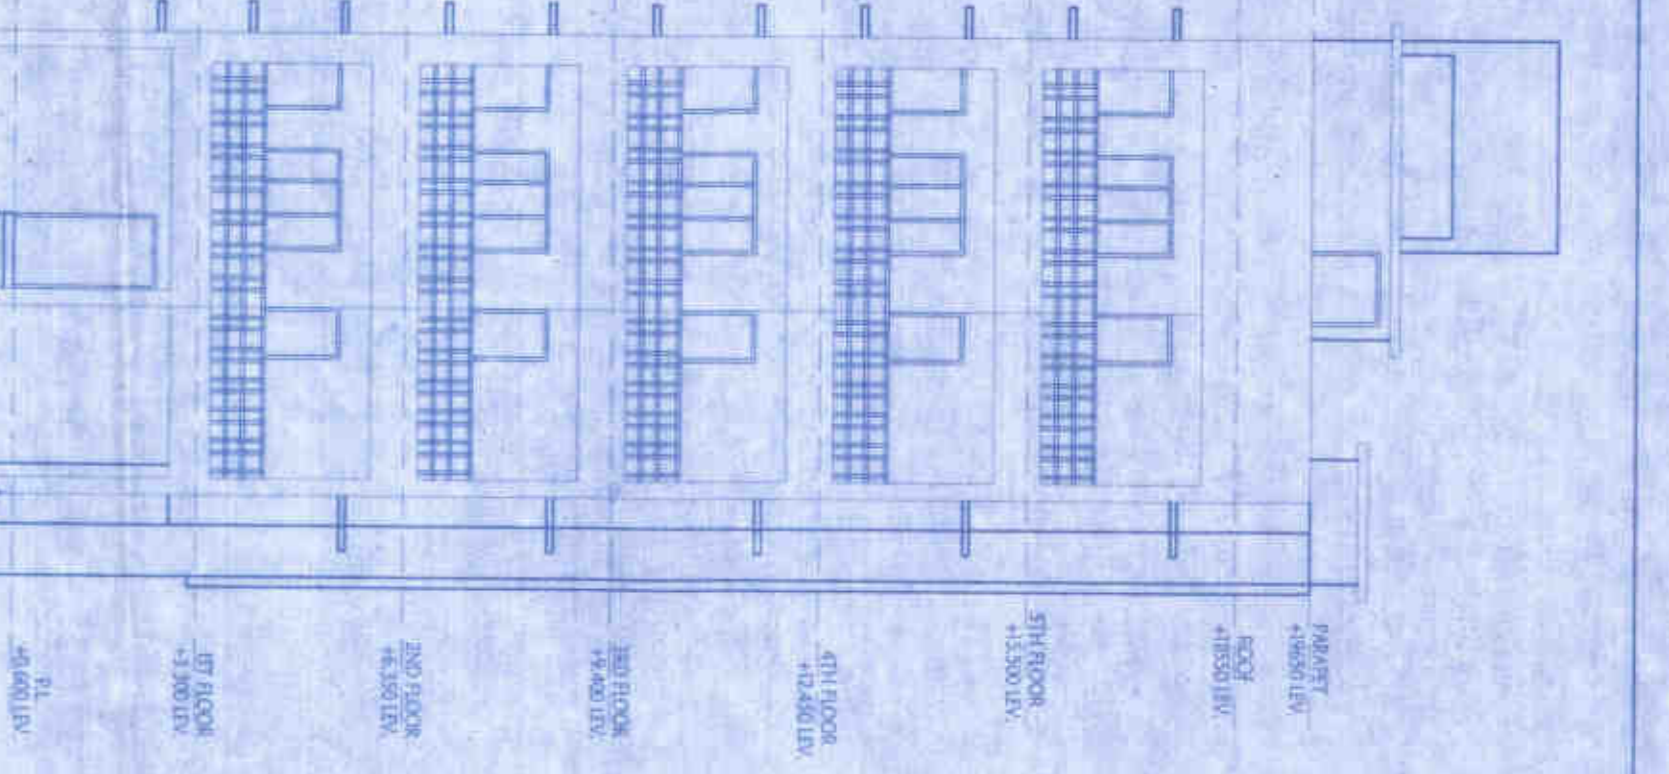 PARAPET
+19.650 LEV.
ROOF
+18.550 LEV.
5TH FLOOR
+15.500 LEV.
4TH FLOOR
+12.450 LEV.
3RD FLOOR
+9.400 LEV.
2ND FLOOR
+6.350 LEV.
1ST FLOOR
+3.300 LEV.
P.L
+0.600 LEV